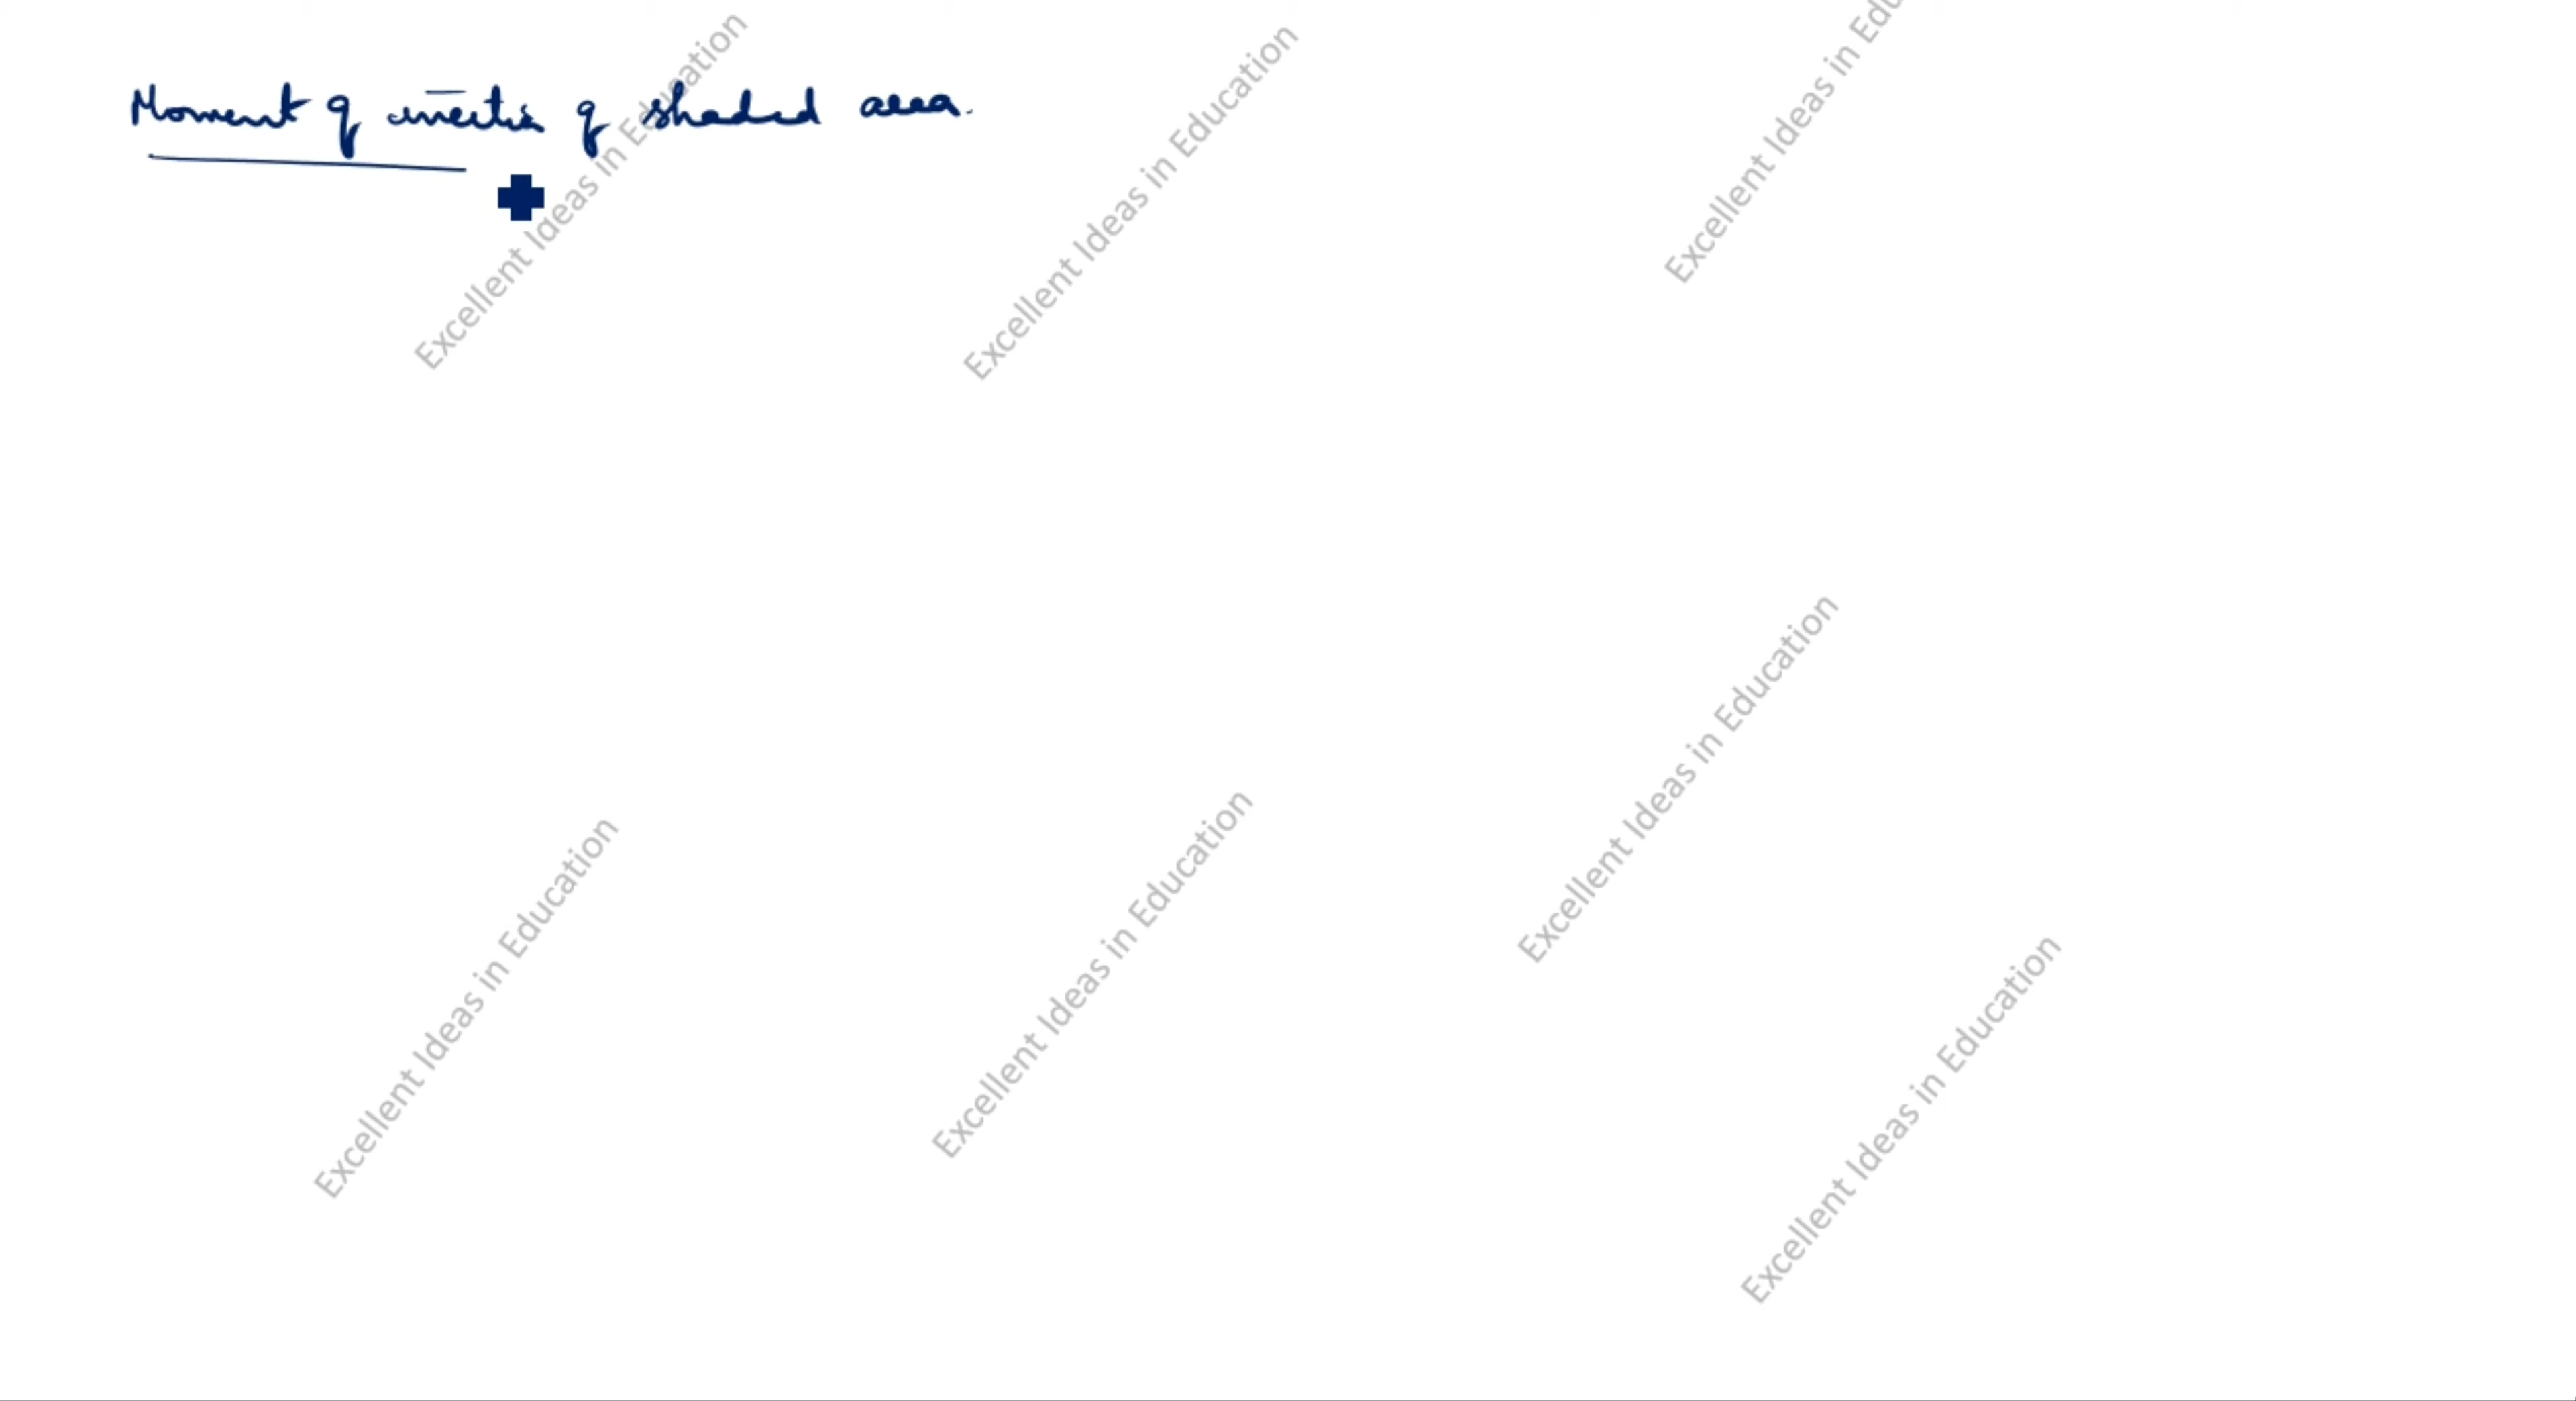 Moment of inertia of shaded area.
Excellent Ideas in Education
Excellent Ideas in Education
Excellent Ideas in Edu
Excellent Ideas in Education
Excellent Ideas in Education
Excellent Ideas in Education
Excellent Ideas in Education